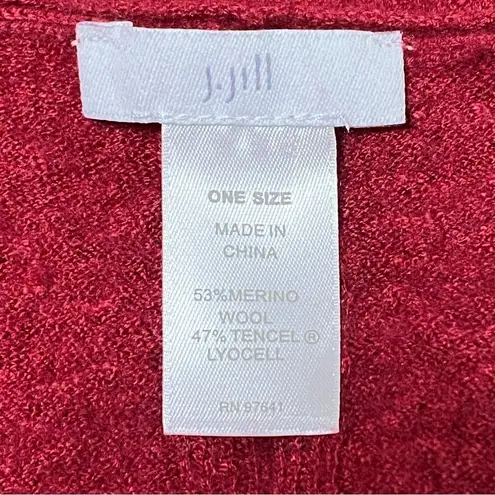 J.Jill
ONE SIZE
MADE IN
CHINA
53%MERINO
WOOL
47% TENCEL®
LYOCELL
RN 97641